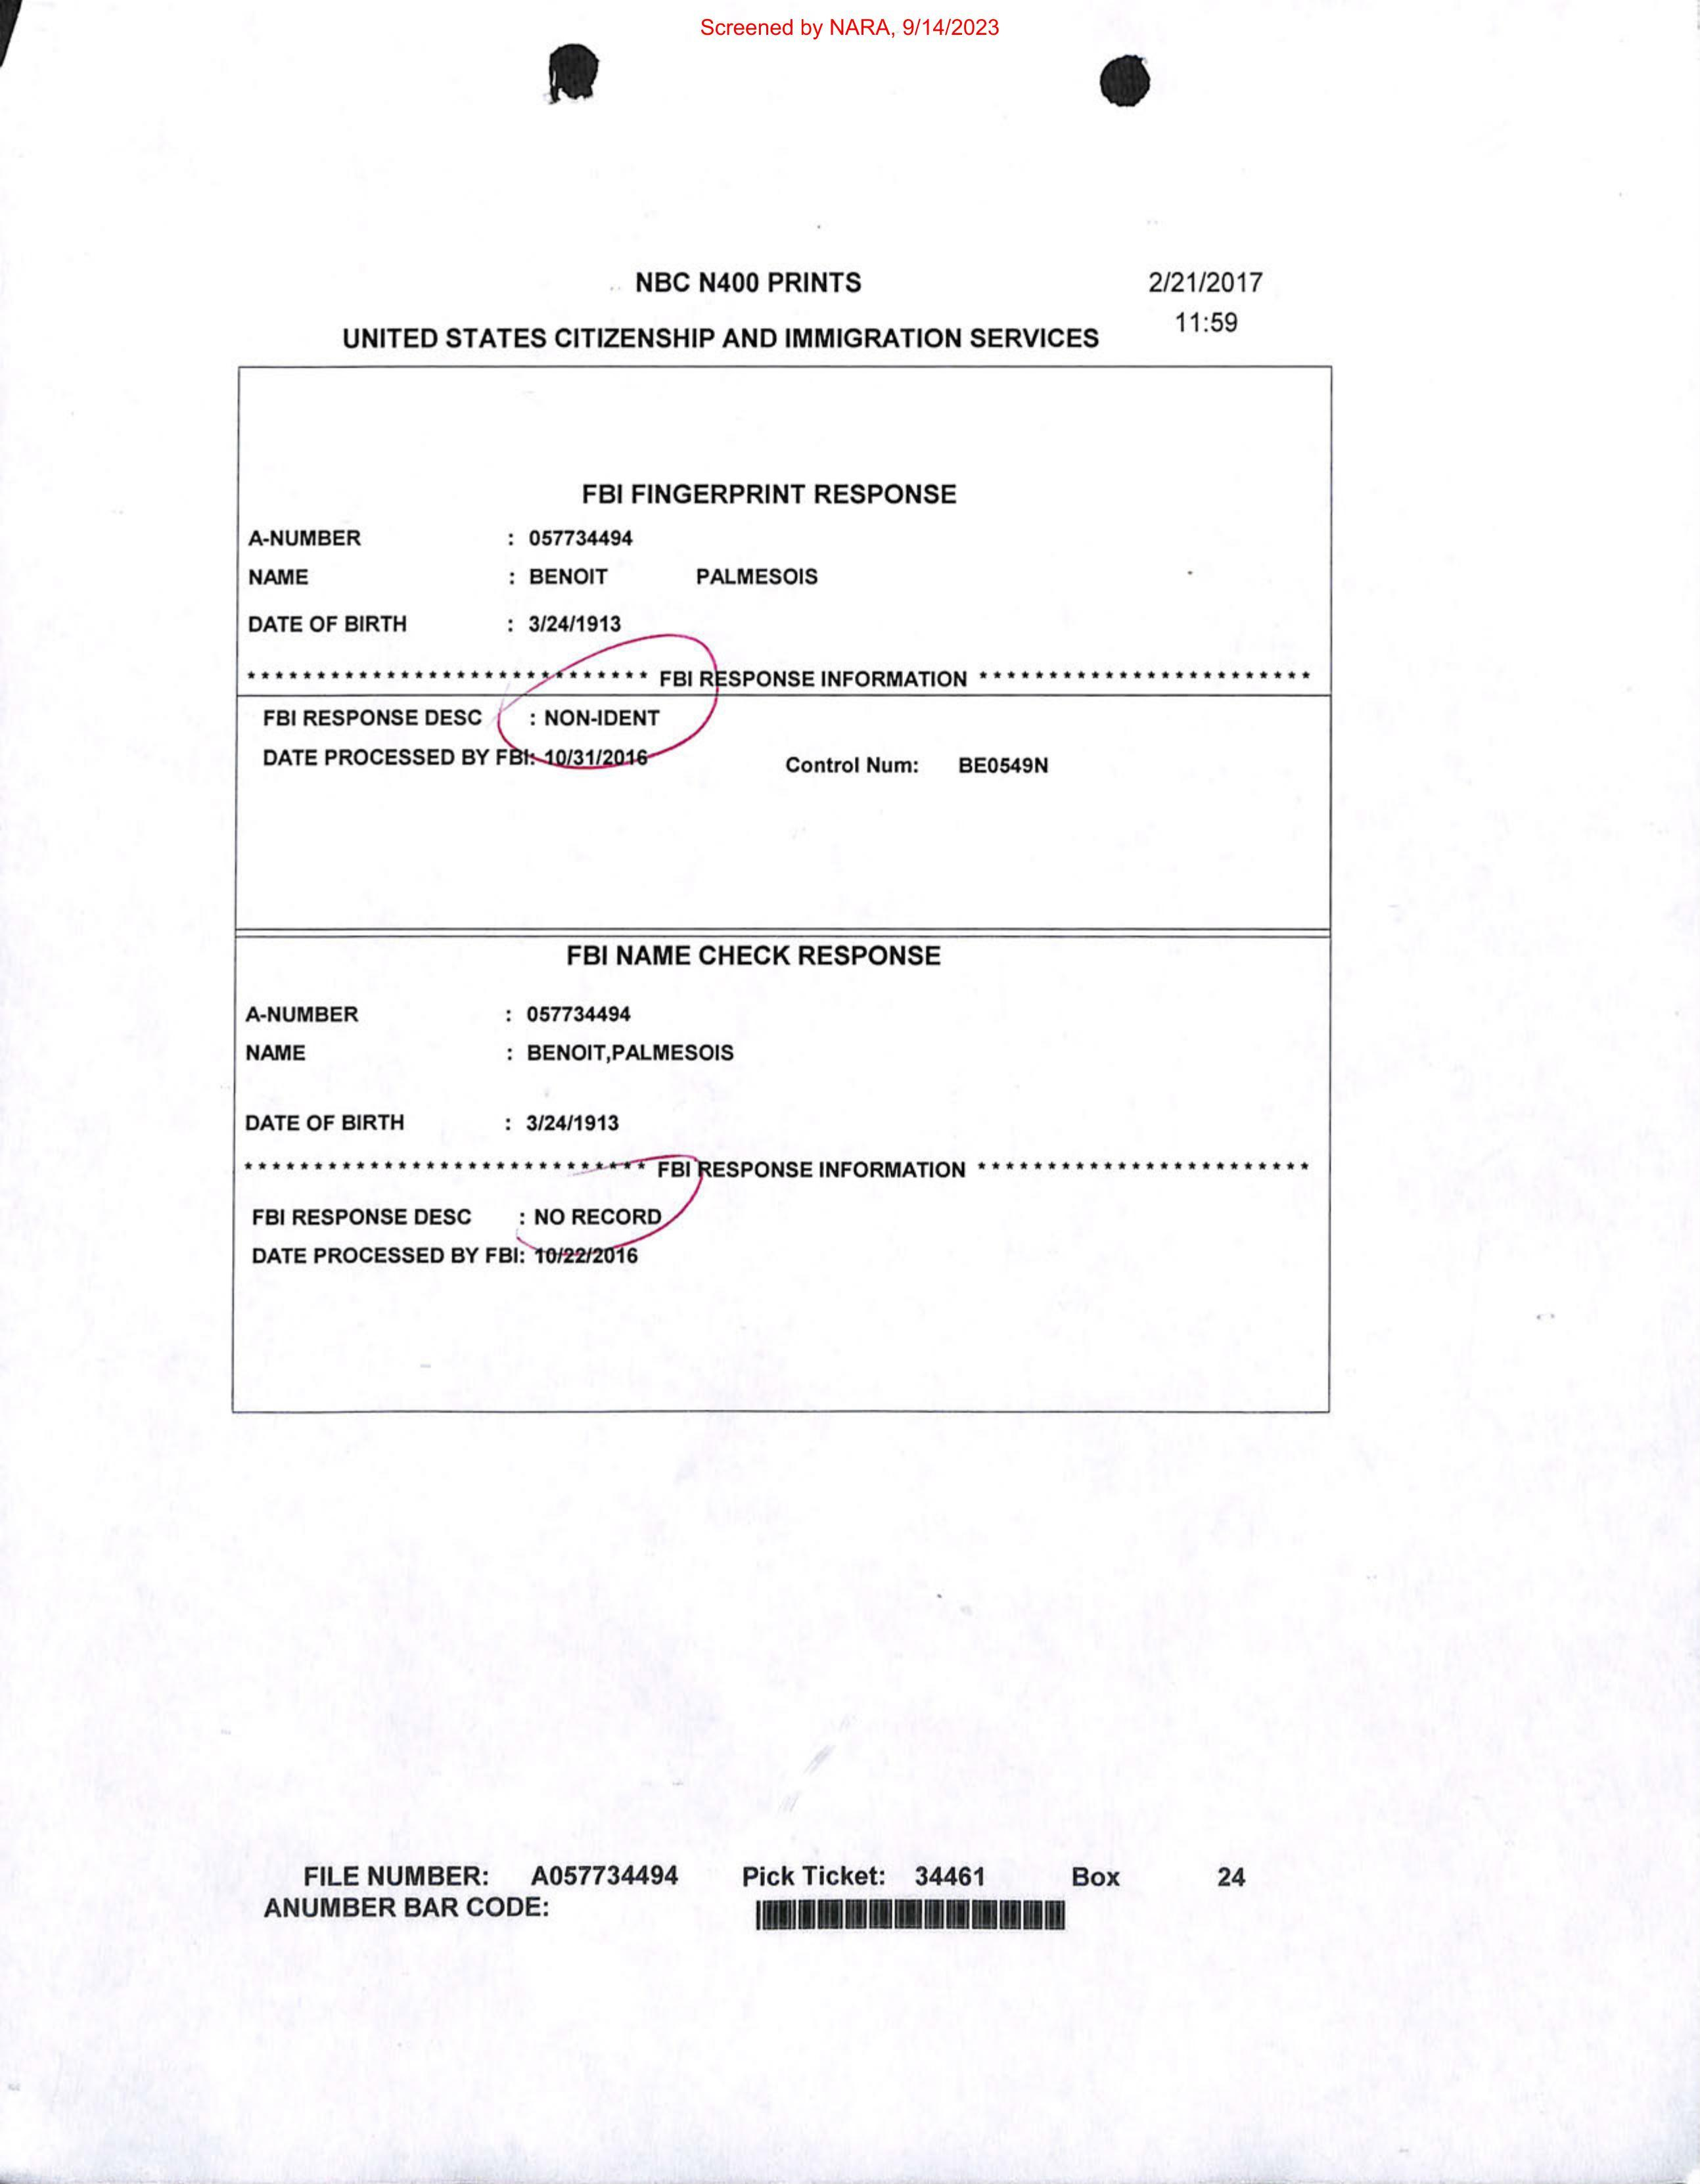 Screened by NARA, 9/14/2023
NBC N400 PRINTS 2/21/2017
11:59
UNITED STATES CITIZENSHIP AND IMMIGRATION SERVICES
FBI FINGERPRINT RESPONSE
A-NUMBER : 057734494
NAME : BENOIT PALMESOIS
DATE OF BIRTH : 3/24/1913
***************************** FBI RESPONSE INFORMATION ************************
FBI RESPONSE DESC : NON-IDENT
DATE PROCESSED BY FBI: 10/31/2016 Control Num: BE0549N
FBI NAME CHECK RESPONSE
A-NUMBER : 057734494
NAME : BENOIT,PALMESOIS
DATE OF BIRTH : 3/24/1913
***************************** FBI RESPONSE INFORMATION ************************
FBI RESPONSE DESC : NO RECORD
DATE PROCESSED BY FBI: 10/22/2016
FILE NUMBER: A057734494 Pick Ticket: 34461 Box 24
ANUMBER BAR CODE: